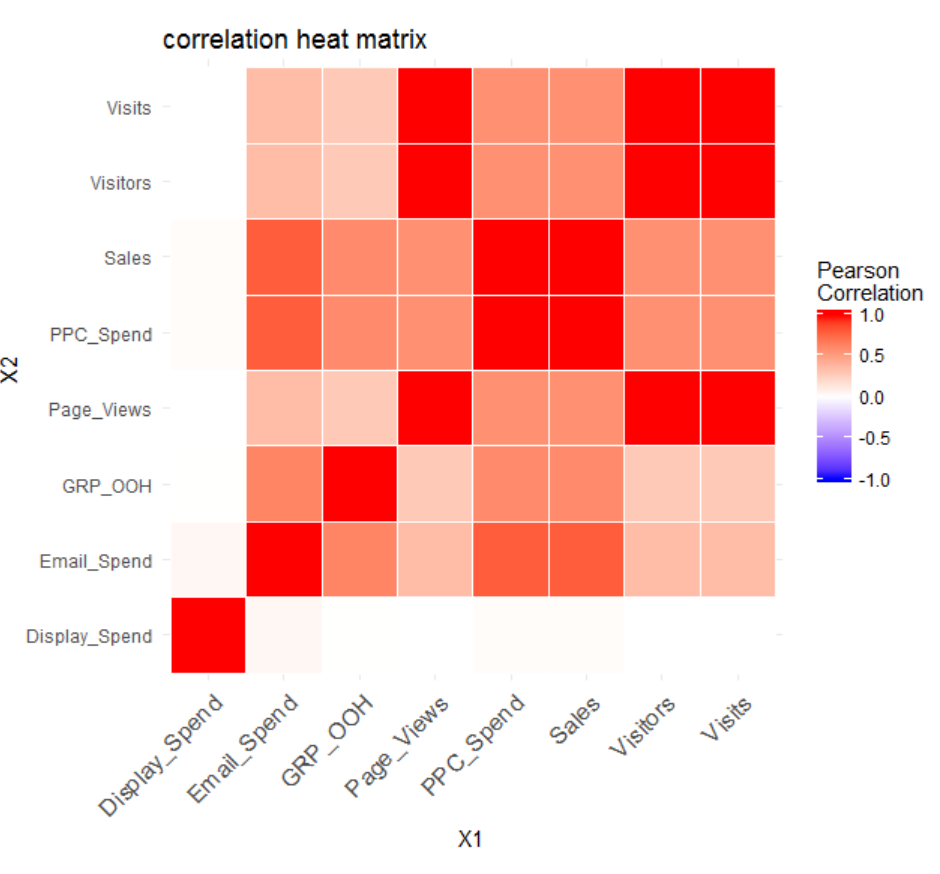 correlation heat matrix
Visits
Visitors
Sales
PPC_Spend
Page_Views
GRP_OOH
Email_Spend
Display_Spend
X2
Display_Spend
Email_Spend
GRP_OOH
Page_Views
PPC_Spend
Sales
Visitors
Visits
X1
Pearson
Correlation
1.0
0.5
0.0
-0.5
-1.0